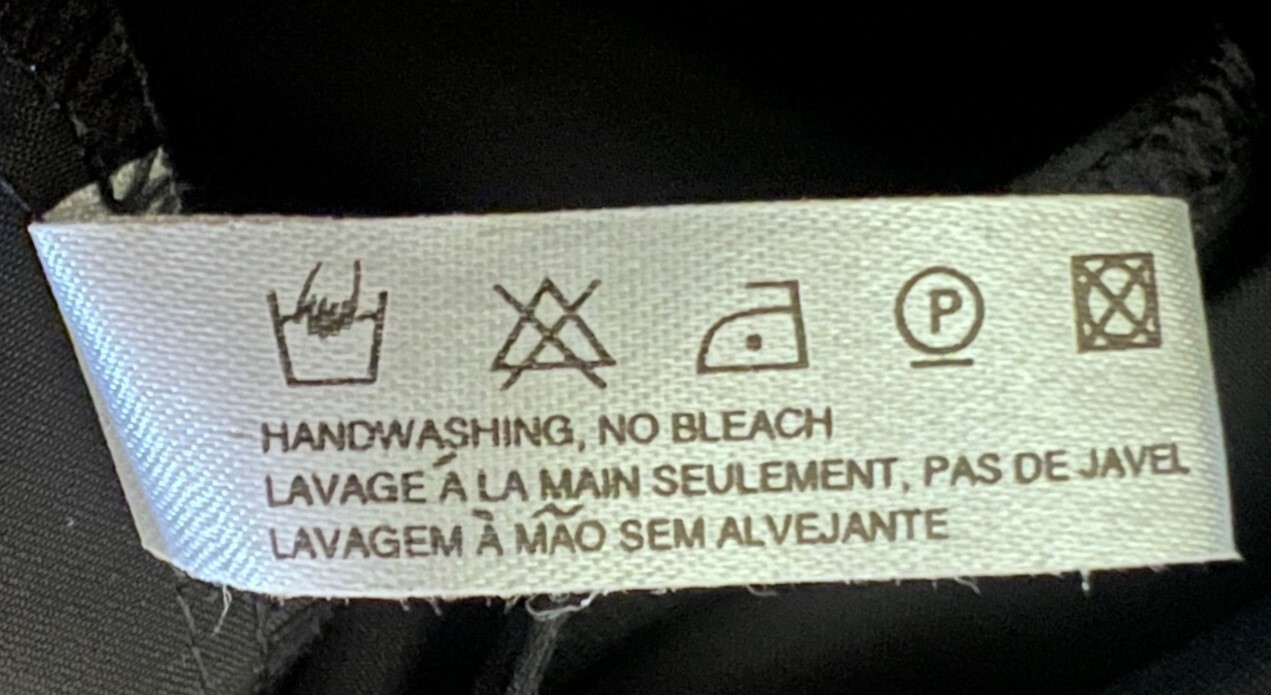 P
HANDWASHING, NO BLEACH
LAVAGE Á LA MAIN SEULEMENT, PAS DE JAVEL
LAVAGEM À MÃO SEM ALVEJANTE